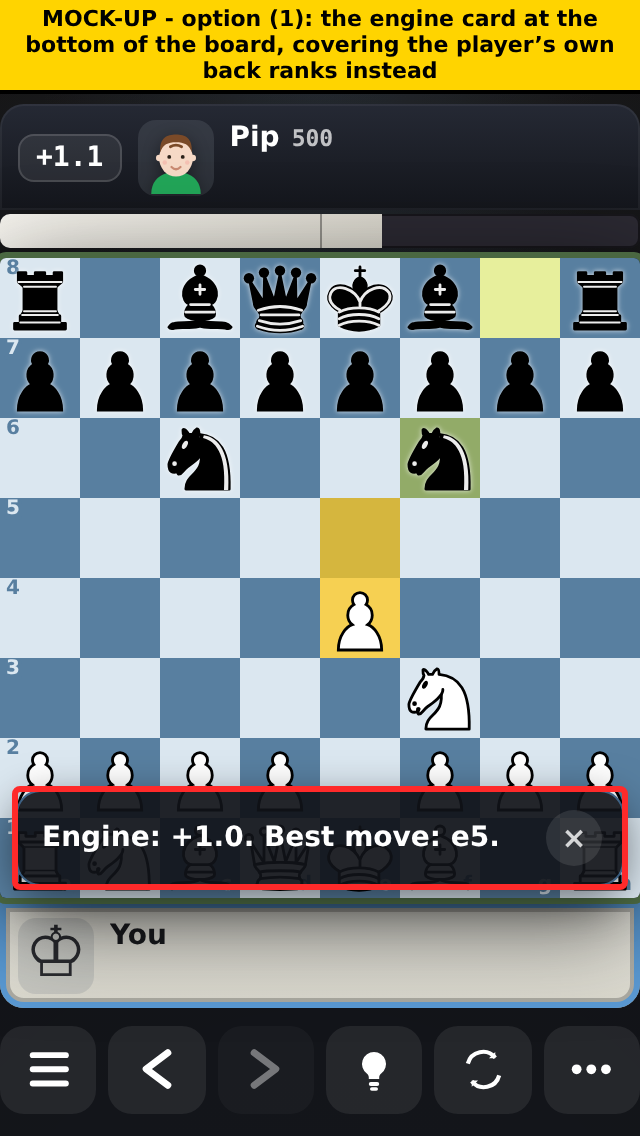 MOCK-UP - option (1): the engine card at the
bottom of the board, covering the player’s own
back ranks instead
+1.1
Pip 500
8
7
6
5
4
3
2
Engine: +1.0. Best move: e5.
×
g
You